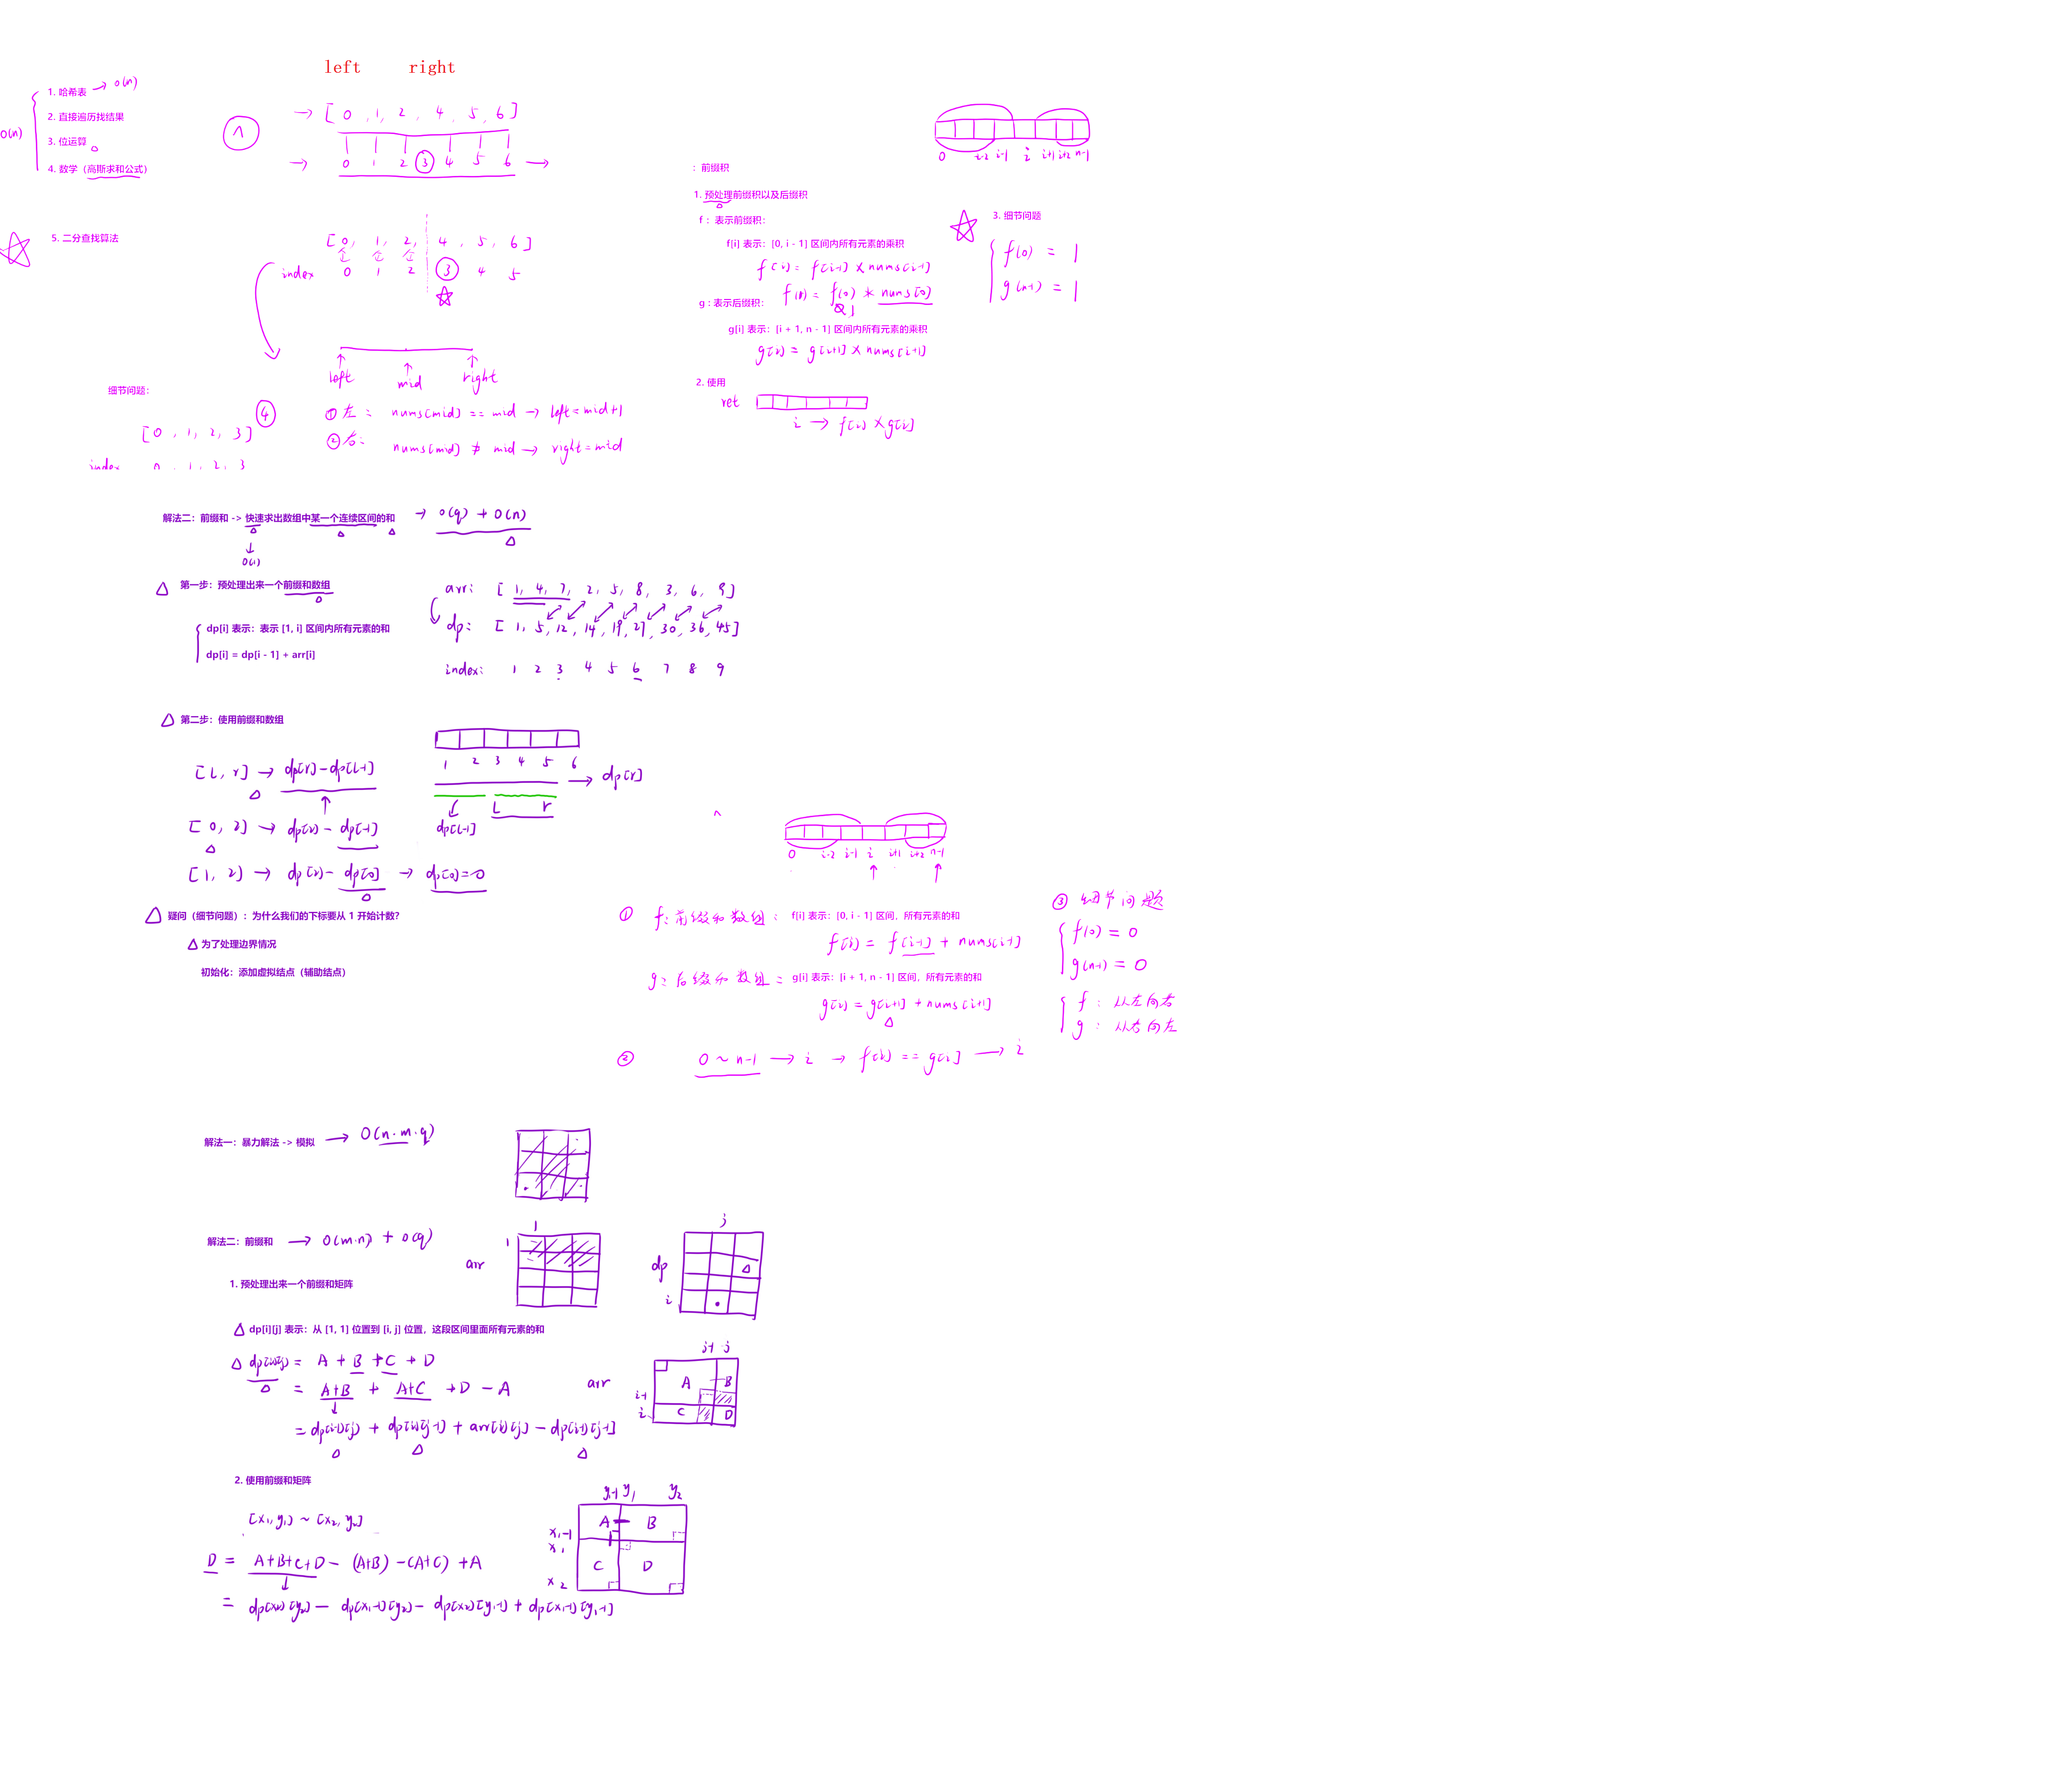 left right
O(n)
1. 哈希表 → O(n)
2. 直接遍历找结果
3. 位运算
4. 数学（高斯求和公式）
→ [ 0 , 1, 2 , 4 , 5, 6 ]
→ 0 1 2 3 4 5 6 →
5. 二分查找算法
[ 0, 1, 2, 4 , 5, 6 ]
index 0 1 2 3 4 5
left mid right
① 左： nums[mid] == mid → left = mid+1
② 右： nums[mid] ≠ mid → right = mid
细节问题：
4
[ 0 , 1, 2, 3 ]
index 0 , 1, 2, 3
0 i-2 i-1 i i+1 i+2 n-1
：前缀积
1. 预处理前缀积以及后缀积
f ：表示前缀积：
f[i] 表示：[0, i - 1] 区间内所有元素的乘积
f[i] = f[i-1] × nums[i-1]
f(1) = f(0) * nums[0]
1
g : 表示后缀积：
g[i] 表示：[i + 1, n - 1] 区间内所有元素的乘积
g[i] = g[i+1] × nums[i+1]
2. 使用
ret
i → f[i] × g[i]
3. 细节问题
f(0) = 1
g(n-1) = 1
解法二：前缀和 -> 快速求出数组中某一个连续区间的和 → O(q) + O(n)
O(1)
第一步：预处理出来一个前缀和数组
dp[i] 表示：表示 [1, i] 区间内所有元素的和
dp[i] = dp[i - 1] + arr[i]
arr: [ 1, 4, 7, 2, 5, 8, 3, 6, 9 ]
dp: [ 1, 5, 12, 14, 19, 27, 30, 36, 45 ]
index: 1 2 3 4 5 6 7 8 9
第二步：使用前缀和数组
[l, r] → dp[r] - dp[l-1]
[0, 2] → dp[2] - dp[-1]
[1, 2] → dp[2] - dp[0] → dp[0]=0
1 2 3 4 5 6 → dp[r]
L r
dp[l-1]
疑问（细节问题）：为什么我们的下标要从 1 开始计数？
为了处理边界情况
初始化：添加虚拟结点（辅助结点）
0 i-2 i-1 i i+1 i+2 n-1
① f: 前缀和数组： f[i] 表示：[0, i - 1] 区间，所有元素的和
f[i] = f[i-1] + nums[i-1]
g: 后缀和数组： g[i] 表示：[i + 1, n - 1] 区间，所有元素的和
g[i] = g[i+1] + nums[i+1]
② 0 ~ n-1 → i → f[i] == g[i] → i
③ 细节问题
f(0) = 0
g(n-1) = 0
f : 从左向右
g : 从右向左
解法一：暴力解法 -> 模拟 → O(n·m·q)
解法二：前缀和 → O(m·n) + O(q)
arr 1 1
dp i j
1. 预处理出来一个前缀和矩阵
dp[i][j] 表示：从 [1, 1] 位置到 [i, j] 位置，这段区间里面所有元素的和
dp[i][j] = A + B + C + D
= A+B + A+C + D - A
= dp[i-1][j] + dp[i][j-1] + arr[i][j] - dp[i-1][j-1]
arr j-1 j
i-1 A B
i C D
2. 使用前缀和矩阵
[x1, y1] ~ [x2, y2]
D = A+B+C+D - (A+B) - (A+C) + A
= dp[x2][y2] - dp[x1-1][y2] - dp[x2][y1-1] + dp[x1-1][y1-1]
y1-1 y1 y2
x1-1 A B
x1
x2 C D